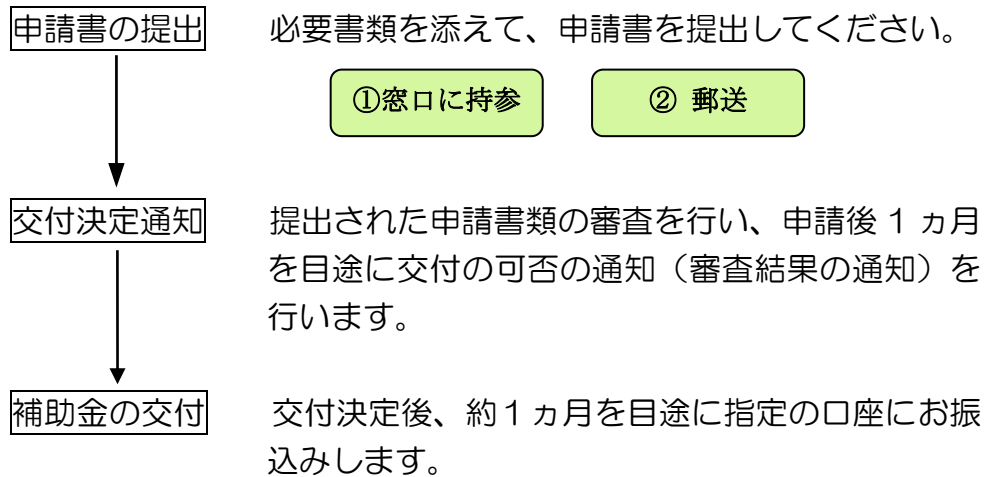 申請書の提出　必要書類を添えて、申請書を提出してください。
①窓口に持参　② 郵送
交付決定通知　提出された申請書類の審査を行い、申請後１ヵ月
を目途に交付の可否の通知（審査結果の通知）を
行います。
補助金の交付　交付決定後、約１ヵ月を目途に指定の口座にお振
込みします。